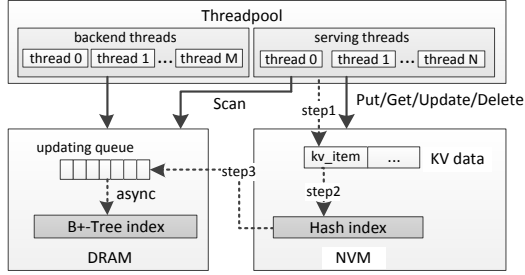 Threadpool
backend threads
serving threads
thread 0 thread 1 ... thread M
thread 0 thread 1 ... thread N
Scan
step1
Put/Get/Update/Delete
updating queue
kv_item ... KV data
step3
async
step2
B+-Tree index
Hash index
DRAM
NVM